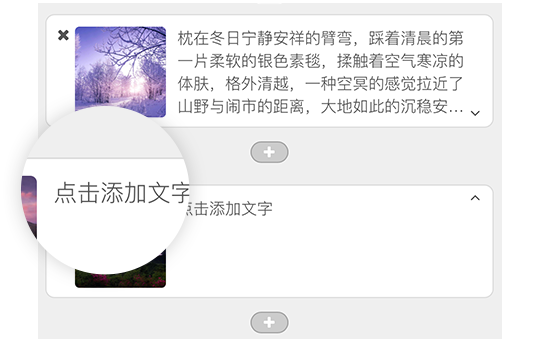 枕在冬日宁静安祥的臂弯，踩着清晨的第
一片柔软的银色素毯，揉触着空气寒凉的
体肤，格外清越，一种空冥的感觉拉近了
山野与闹市的距离，大地如此的沉稳安…
点击添加文字
点击添加文字